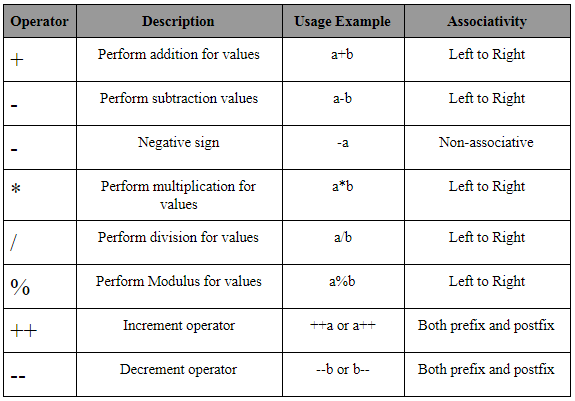 Operator Description Usage Example Associativity
+ Perform addition for values a+b Left to Right
- Perform subtraction values a-b Left to Right
- Negative sign -a Non-associative
* Perform multiplication for values a*b Left to Right
/ Perform division for values a/b Left to Right
% Perform Modulus for values a%b Left to Right
++ Increment operator ++a or a++ Both prefix and postfix
-- Decrement operator --b or b-- Both prefix and postfix